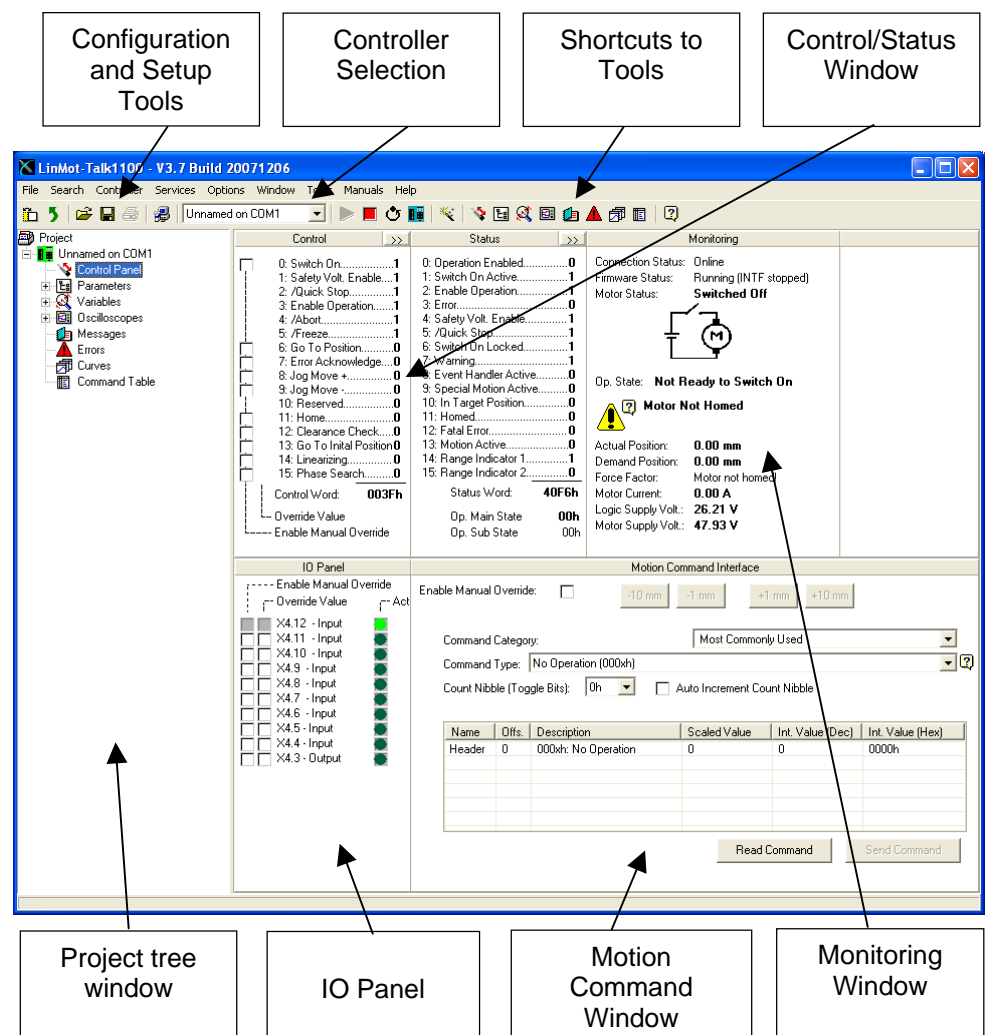 Configuration
and Setup
Tools
Controller
Selection
Shortcuts to
Tools
Control/Status
Window
LinMot-Talk1100 - V3.7 Build 20071206
File Search Controller Services Options Window Tools Manuals Help
Unnamed on COM1
Project
Unnamed on COM1
Control Panel
Parameters
Variables
Oscilloscopes
Messages
Errors
Curves
Command Table
Control >>
0: Switch On.................1
1: Safety Volt. Enable....1
2: /Quick Stop...............1
3: Enable Operation.......1
4: /Abort......................1
5: /Freeze....................1
6: Go To Position..........0
7: Error Acknowledge....0
8: Jog Move +..............0
9: Jog Move -...............0
10: Reserved................0
11: Home.....................0
12: Clearance Check.....0
13: Go To Inital Position0
14: Linearizing..............0
15: Phase Search.........0
Control Word: 003Fh
Override Value
Enable Manual Override
Status >>
0: Operation Enabled........0
1: Switch On Active..........1
2: Enable Operation..........1
3: Error...........................0
4: Safety Volt. Enable.......1
5: /Quick Stop.................1
6: Switch On Locked.........1
7: Warning......................1
8: Event Handler Active.....0
9: Special Motion Active....0
10: In Target Position........0
11: Homed......................0
12: Fatal Error..................0
13: Motion Active.............0
14: Range Indicator 1........1
15: Range Indicator 2........0
Status Word: 40F6h
Op. Main State 00h
Op. Sub State 00h
Monitoring
Connection Status: Online
Firmware Status: Running (INTF stopped)
Motor Status: Switched Off
M
Op. State: Not Ready to Switch On
Motor Not Homed
Actual Position: 0.00 mm
Demand Position: 0.00 mm
Force Factor: Motor not homed
Motor Current: 0.00 A
Logic Supply Volt.: 26.21 V
Motor Supply Volt.: 47.93 V
IO Panel
Enable Manual Override
Override Value Act
X4.12 - Input
X4.11 - Input
X4.10 - Input
X4.9 - Input
X4.8 - Input
X4.7 - Input
X4.6 - Input
X4.5 - Input
X4.4 - Input
X4.3 - Output
Motion Command Interface
Enable Manual Override: -10 mm -1 mm +1 mm +10 mm
Command Category: Most Commonly Used
Command Type: No Operation (000xh)
Count Nibble (Toggle Bits): 0h Auto Increment Count Nibble
Name Offs. Description Scaled Value Int. Value (Dec) Int. Value (Hex)
Header 0 000xh: No Operation 0 0 0000h
Read Command Send Command
Project tree
window
IO Panel
Motion
Command
Window
Monitoring
Window